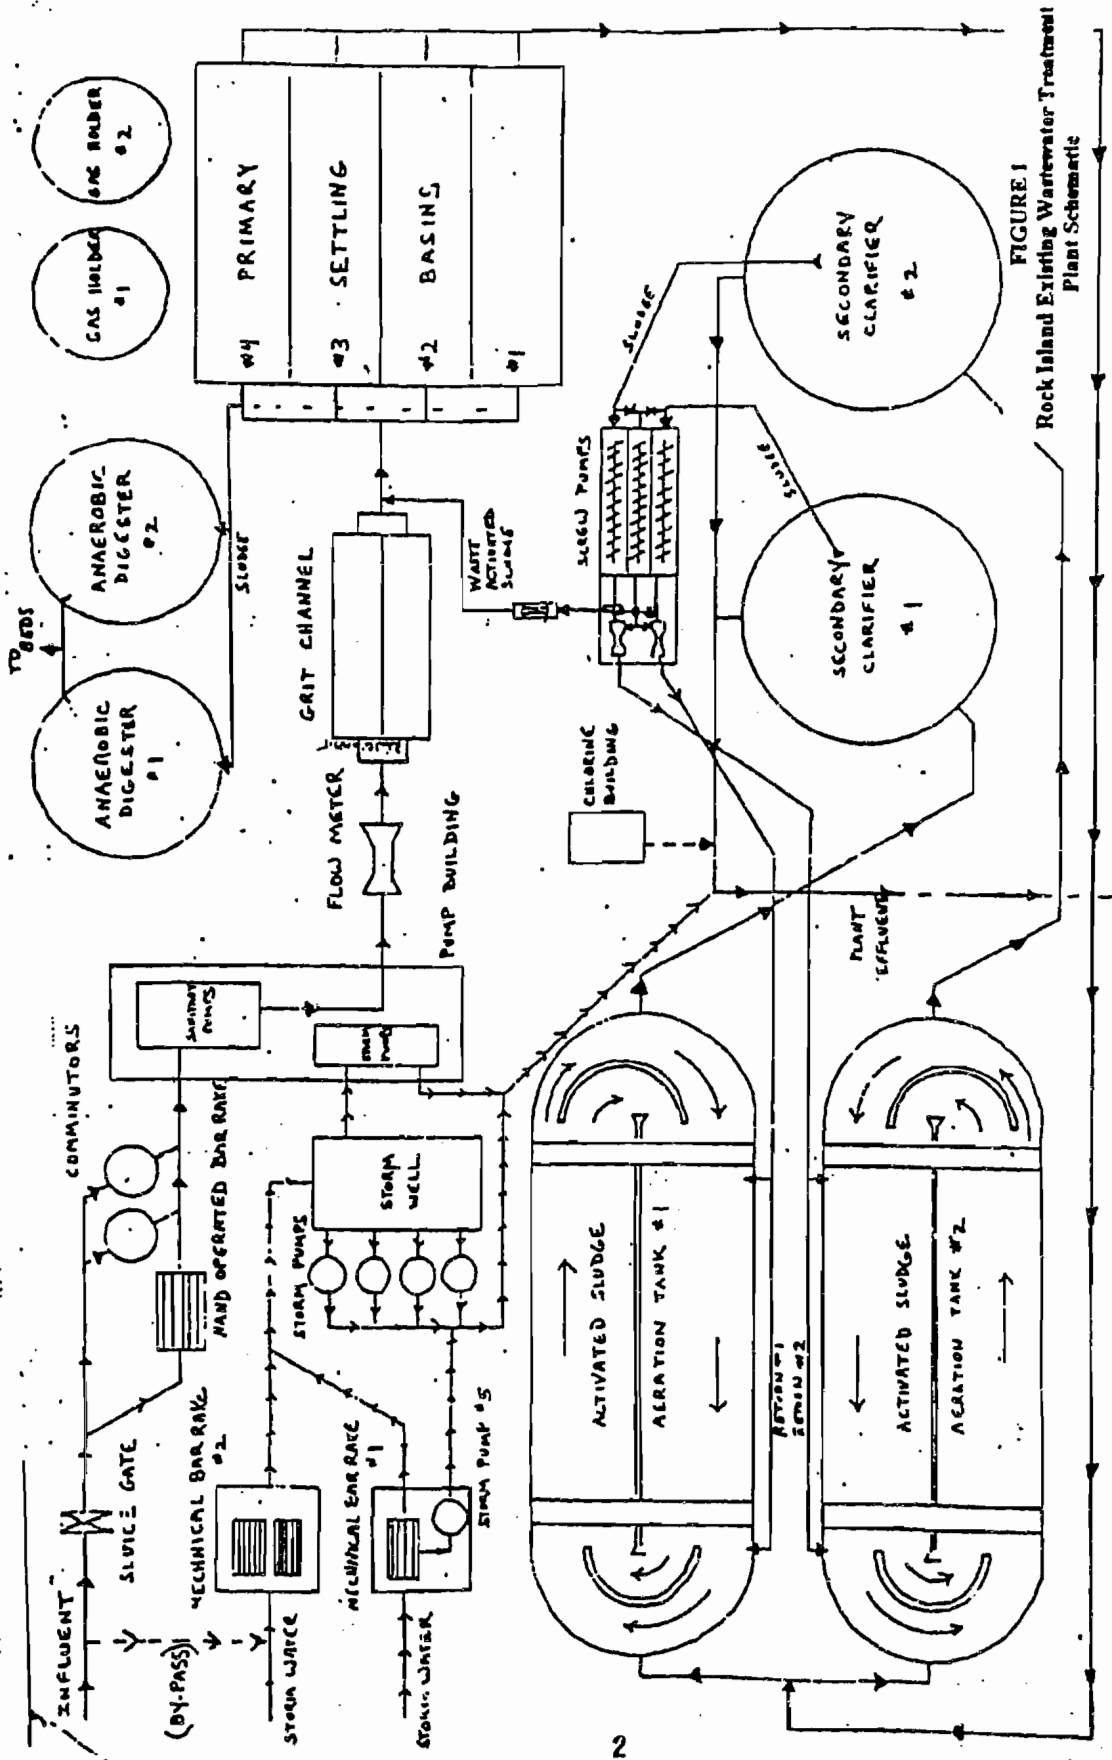 INFLUENT
SLUICE GATE
(BY-PASS)
COMMINUTORS
HAND OPERATED BAR RAKE
MECHANICAL BAR RAKE
#2
STORM WATER
MECHNICAL BAR RAKE
#1
STORM WATER
STORM PUMP #5
STORM PUMPS
STORM
WELL
SANITARY
PUMPS
STORM
PUMPS
PUMP BUILDING
FLOW METER
GRIT CHANNEL
TO
BEDS
ANAEROBIC
DIGESTER
#1
ANAEROBIC
DIGESTER
#2
SLUDGE
GAS HOLDER
#1
GAS HOLDER
#2
#4 PRIMARY
#3 SETTLING
#2 BASINS
#1
WASTE
ACTIVATED
SLUDGE
SCREW PUMPS
SLUDGE
SLUDGE
SECONDARY
CLARIFIER
#1
SECONDARY
CLARIFIER
#2
CHLORINE
BUILDING
PLANT
EFFLUENT
ACTIVATED SLUDGE
AERATION TANK #1
RETURN #1
RETURN #2
ACTIVATED SLUDGE
AERATION TANK #2
FIGURE 1
Rock Island Existing Wastewater Treatment
Plant Schematic
2